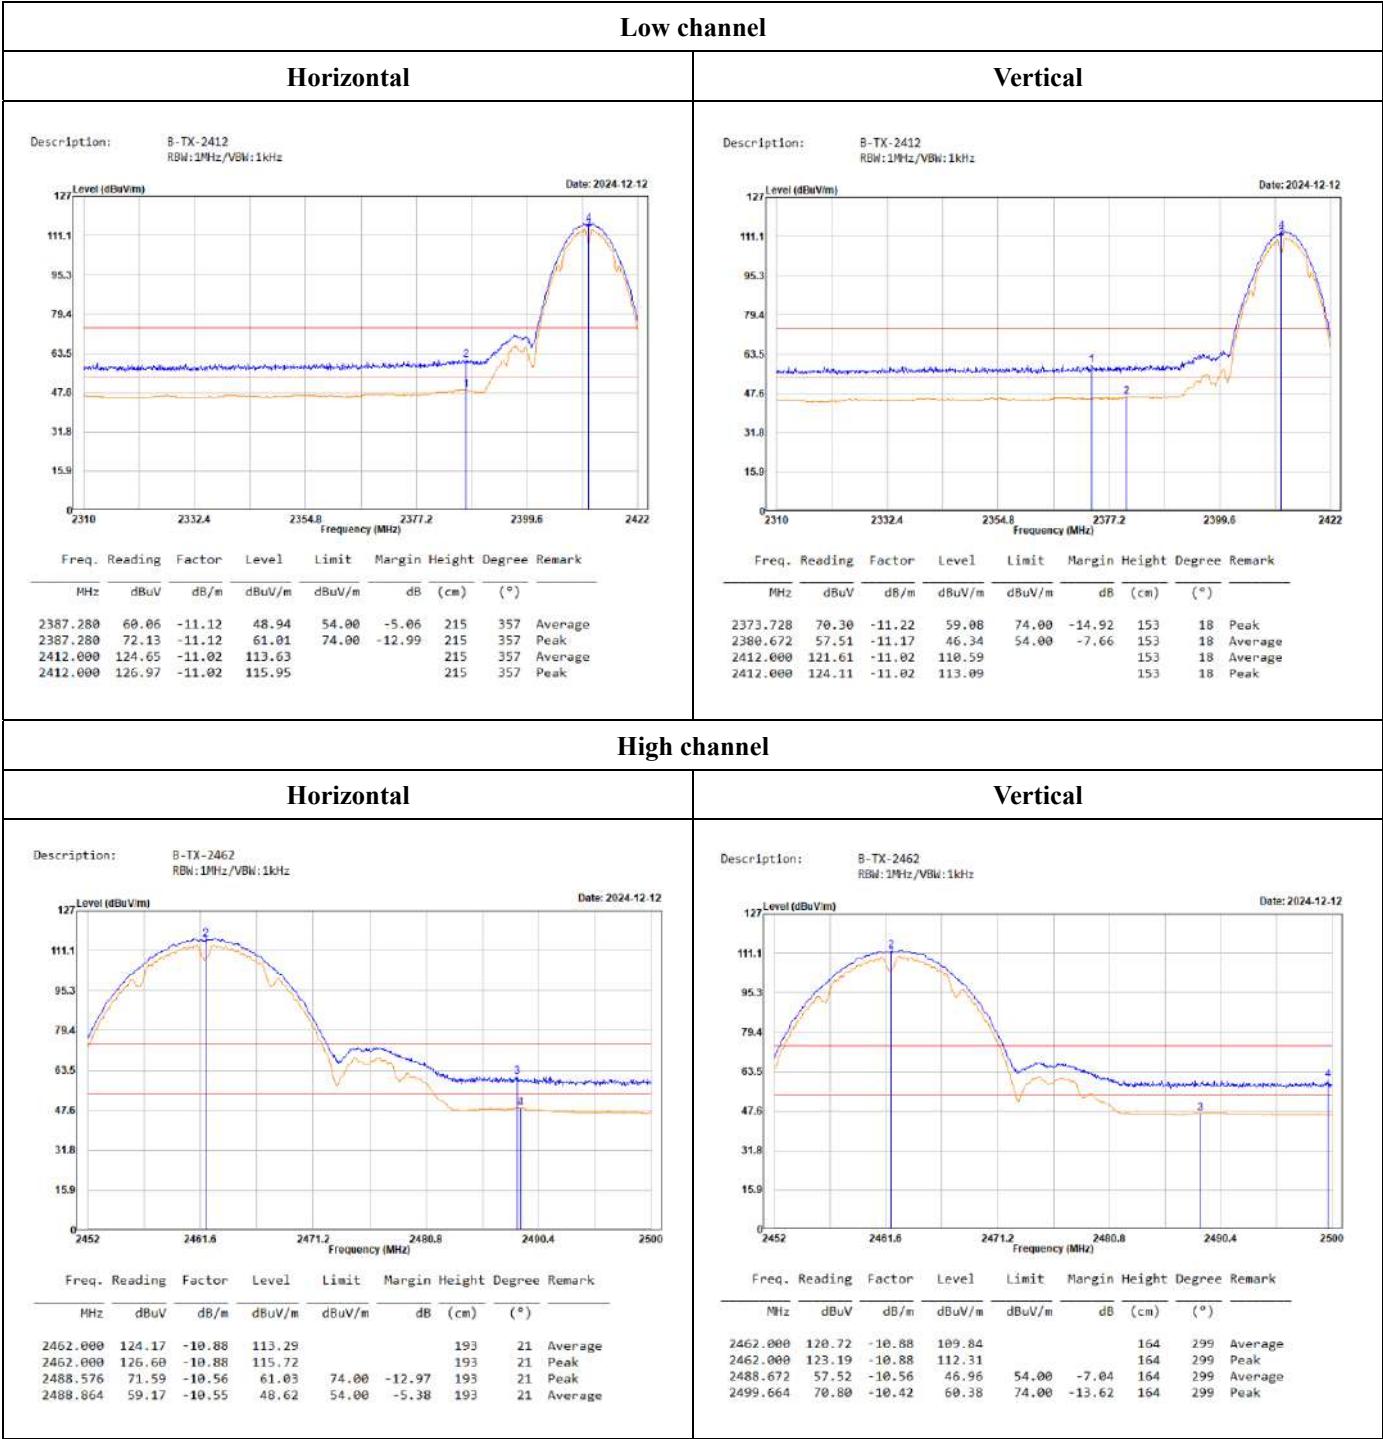 Low channel
Horizontal
Vertical
Description: B-TX-2412
RBW:1MHz/VBW:1kHz
Level (dBuV/m)
Date: 2024-12-12
127
111.1
95.3
79.4
63.5
47.6
31.8
15.9
0
4
2
1
2310 2332.4 2354.8 2377.2 2399.6 2422
Frequency (MHz)
Freq. Reading Factor Level Limit Margin Height Degree Remark
MHz dBuV dB/m dBuV/m dBuV/m dB (cm) (°)
2387.280 60.06 -11.12 48.94 54.00 -5.06 215 357 Average
2387.280 72.13 -11.12 61.01 74.00 -12.99 215 357 Peak
2412.000 124.65 -11.02 113.63 215 357 Average
2412.000 126.97 -11.02 115.95 215 357 Peak
Description: B-TX-2412
RBW:1MHz/VBW:1kHz
Level (dBuV/m)
Date: 2024-12-12
127
111.1
95.3
79.4
63.5
47.6
31.8
15.9
0
4
1
2
2310 2332.4 2354.8 2377.2 2399.6 2422
Frequency (MHz)
Freq. Reading Factor Level Limit Margin Height Degree Remark
MHz dBuV dB/m dBuV/m dBuV/m dB (cm) (°)
2373.728 70.30 -11.22 59.08 74.00 -14.92 153 18 Peak
2380.672 57.51 -11.17 46.34 54.00 -7.66 153 18 Average
2412.000 121.61 -11.02 110.59 153 18 Average
2412.000 124.11 -11.02 113.09 153 18 Peak
High channel
Horizontal
Vertical
Description: B-TX-2462
RBW:1MHz/VBW:1kHz
Level (dBuV/m)
Date: 2024-12-12
127
111.1
95.3
79.4
63.5
47.6
31.8
15.9
0
2
3
4
2452 2461.6 2471.2 2480.8 2490.4 2500
Frequency (MHz)
Freq. Reading Factor Level Limit Margin Height Degree Remark
MHz dBuV dB/m dBuV/m dBuV/m dB (cm) (°)
2462.000 124.17 -10.88 113.29 193 21 Average
2462.000 126.60 -10.88 115.72 193 21 Peak
2488.576 71.59 -10.56 61.03 74.00 -12.97 193 21 Peak
2488.864 59.17 -10.55 48.62 54.00 -5.38 193 21 Average
Description: B-TX-2462
RBW:1MHz/VBW:1kHz
Level (dBuV/m)
Date: 2024-12-12
127
111.1
95.3
79.4
63.5
47.6
31.8
15.9
0
2
4
3
2452 2461.6 2471.2 2480.8 2490.4 2500
Frequency (MHz)
Freq. Reading Factor Level Limit Margin Height Degree Remark
MHz dBuV dB/m dBuV/m dBuV/m dB (cm) (°)
2462.000 120.72 -10.88 109.84 164 299 Average
2462.000 123.19 -10.88 112.31 164 299 Peak
2488.672 57.52 -10.56 46.96 54.00 -7.04 164 299 Average
2499.664 70.80 -10.42 60.38 74.00 -13.62 164 299 Peak